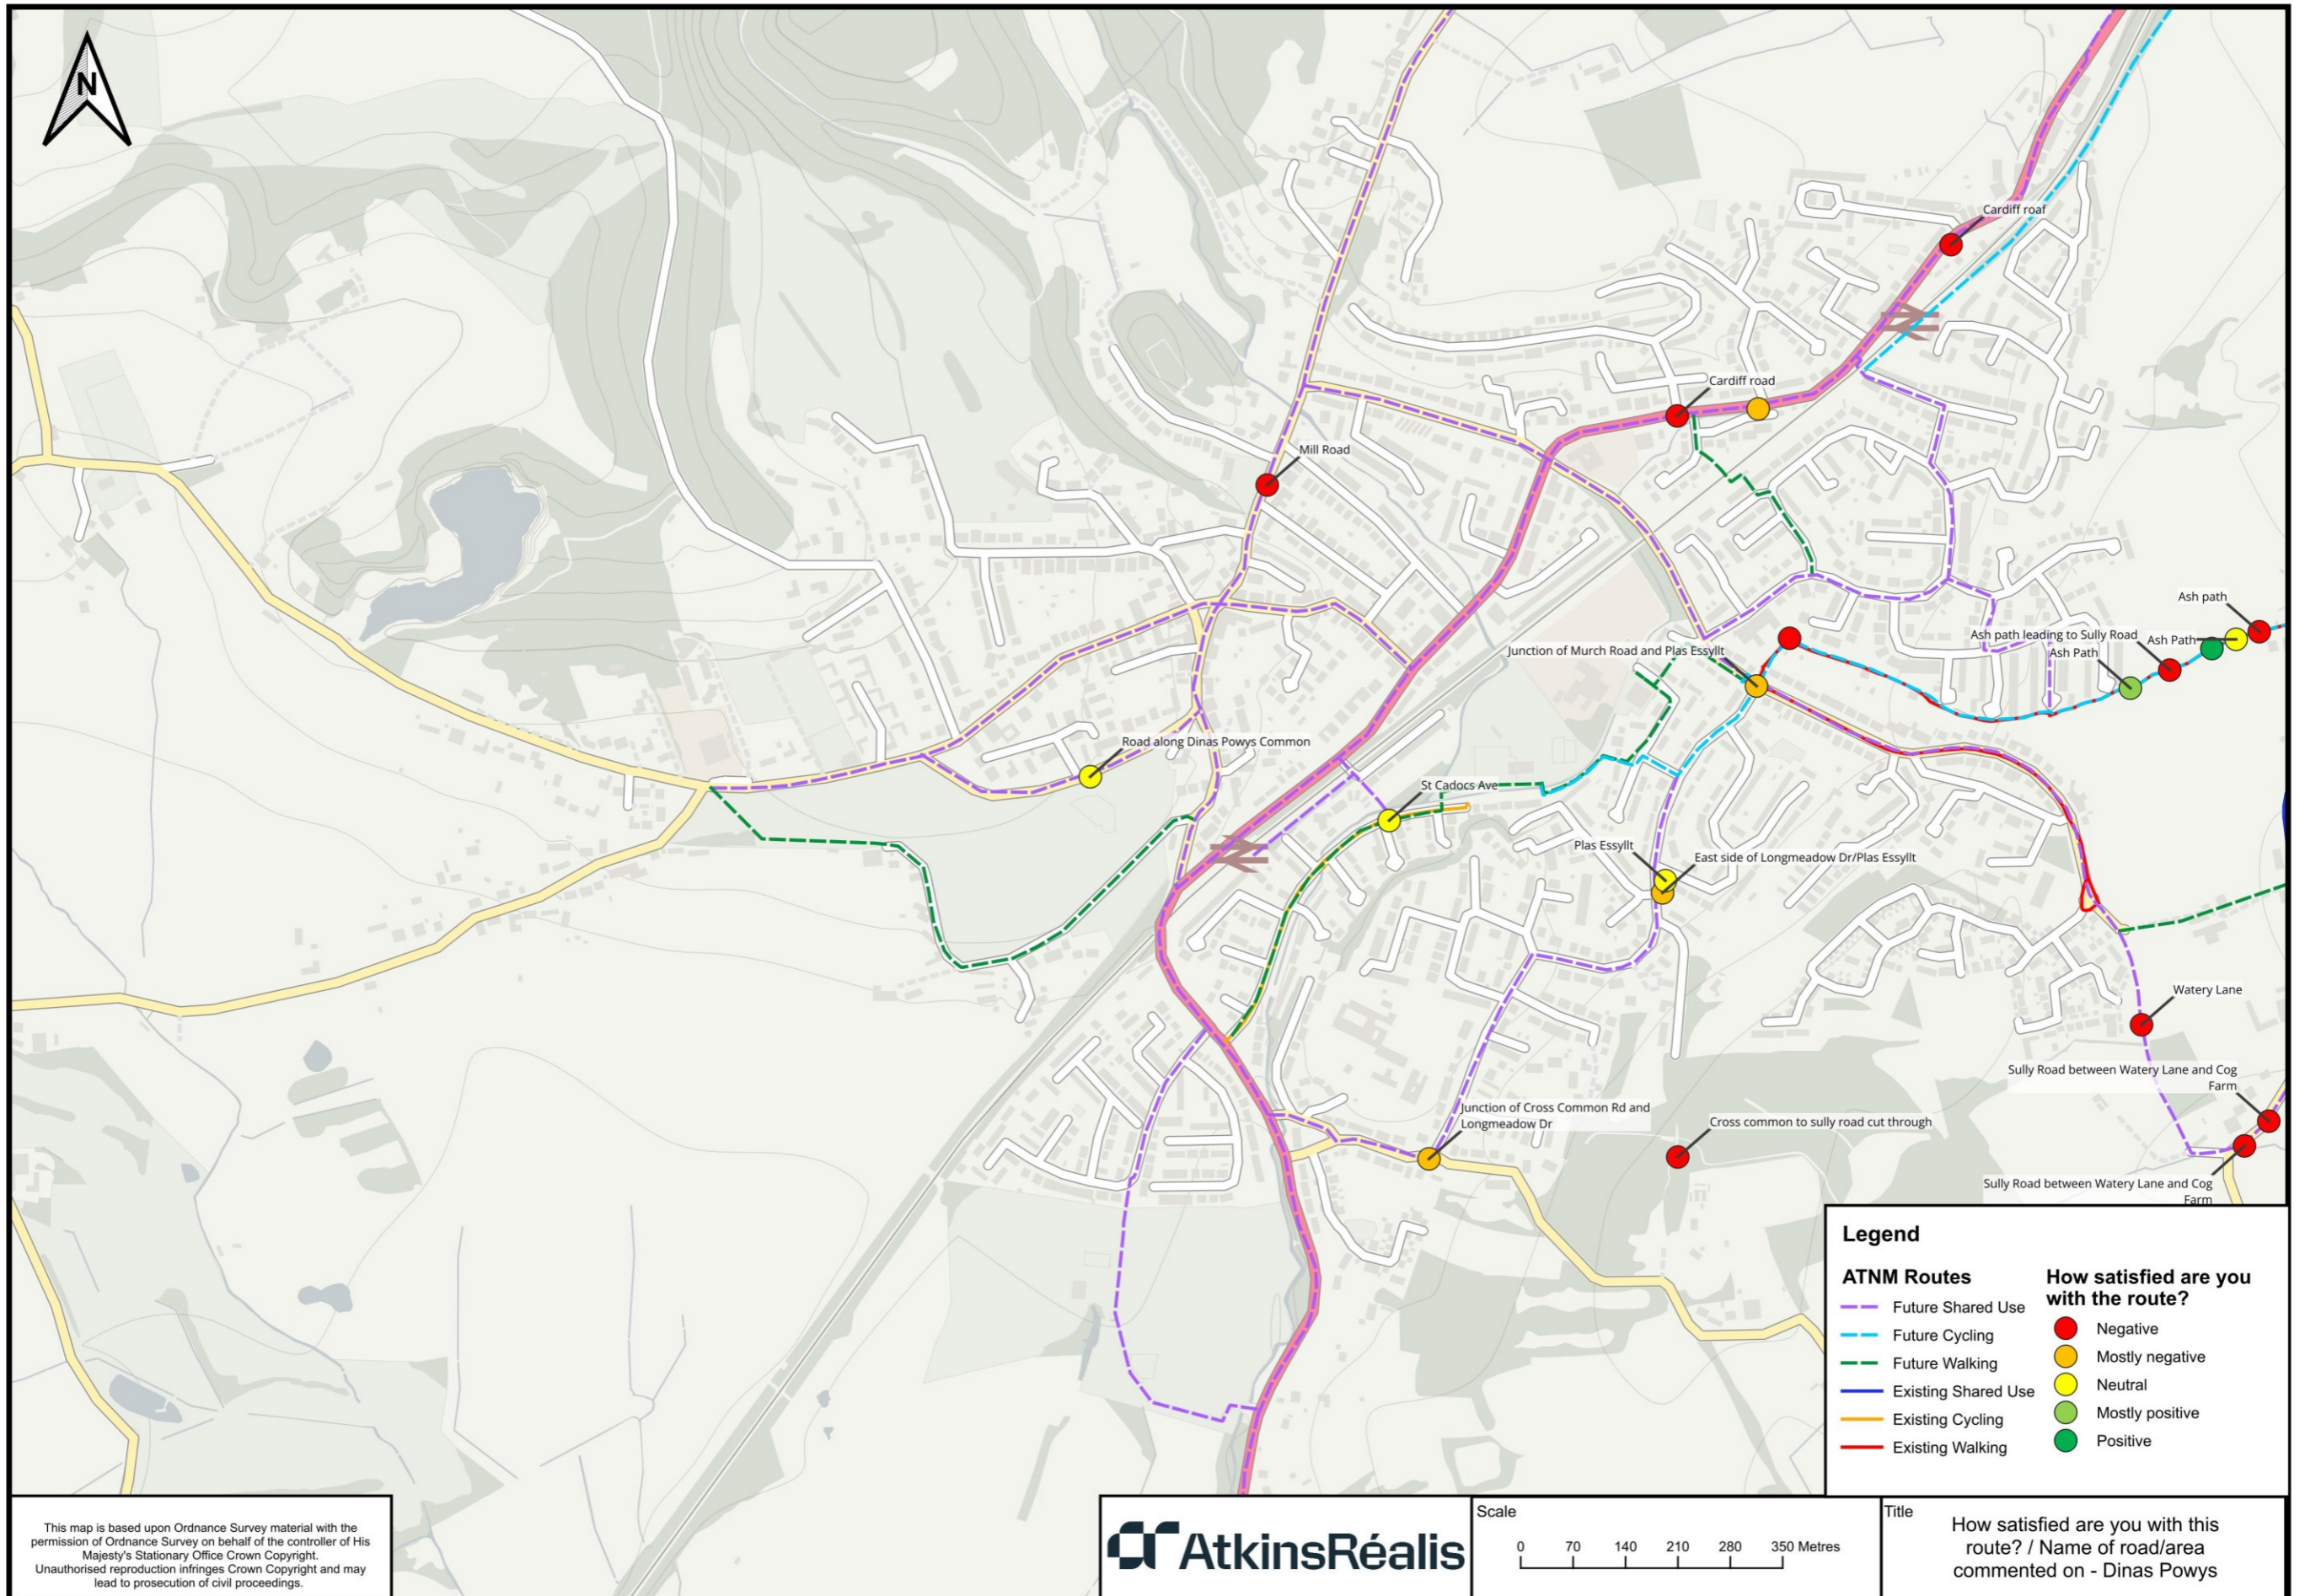 N
Cardiff roaf
Cardiff road
Mill Road
Ash path
Ash path leading to Sully Road
Ash Path
Ash Path
Junction of Murch Road and Plas Essyllt
Road along Dinas Powys Common
St Cadocs Ave
Plas Essyllt
East side of Longmeadow Dr/Plas Essyllt
Watery Lane
Sully Road between Watery Lane and Cog
Farm
Junction of Cross Common Rd and
Longmeadow Dr
Cross common to sully road cut through
Sully Road between Watery Lane and Cog
Farm
Legend
ATNM Routes
Future Shared Use
Future Cycling
Future Walking
Existing Shared Use
Existing Cycling
Existing Walking
How satisfied are you
with the route?
Negative
Mostly negative
Neutral
Mostly positive
Positive
This map is based upon Ordnance Survey material with the
permission of Ordnance Survey on behalf of the controller of His
Majesty's Stationary Office Crown Copyright.
Unauthorised reproduction infringes Crown Copyright and may
lead to prosecution of civil proceedings.
AtkinsRéalis
Scale
0 70 140 210 280 350 Metres
Title
How satisfied are you with this
route? / Name of road/area
commented on - Dinas Powys